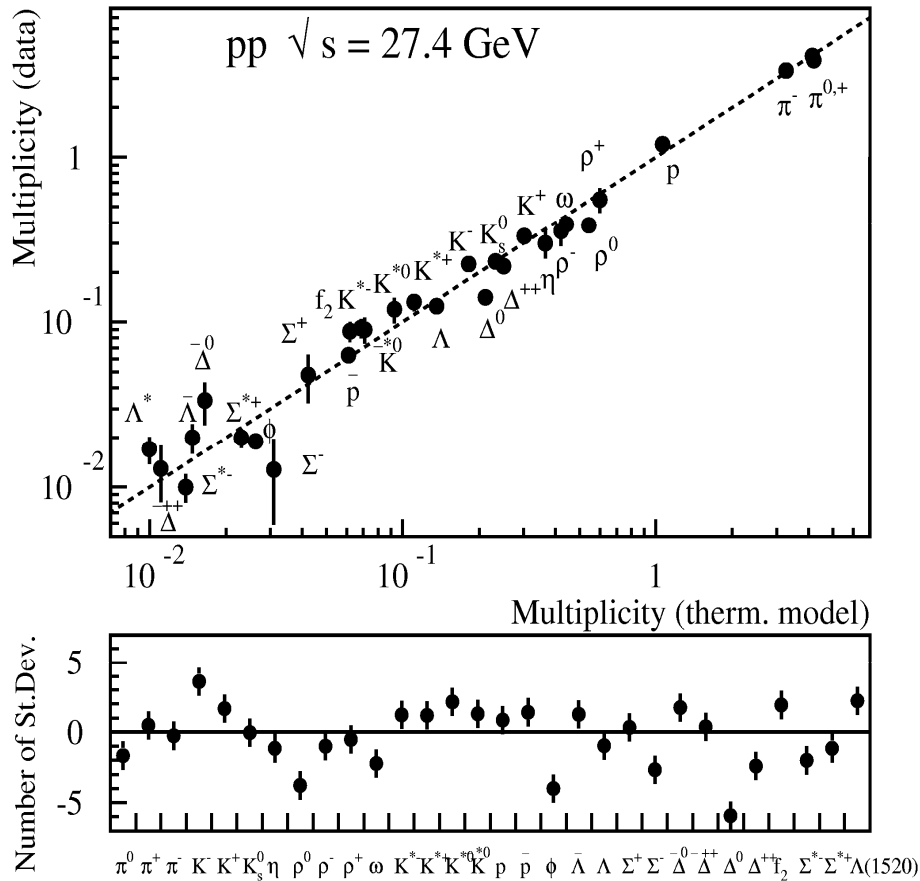 pp √s = 27.4 GeV
Multiplicity (data)
1
10⁻¹
10⁻²
π⁻ π⁰,⁺
ρ⁺
p
K⁺ ω
K⁻ K⁰ₛ
ρ⁰
η ρ⁻
K*⁰ K*⁺
Δ⁺⁺
f₂ K*⁻
Δ⁰
Λ
Σ⁺
K̄*⁰
Δ̄⁰
p̄
Λ* Λ̄ Σ*⁺ φ
Σ*⁻ Σ⁻
Δ̄⁺⁺
10⁻² 10⁻¹ 1
Multiplicity (therm. model)
Number of St.Dev.
5
0
-5
π⁰ π⁺ π⁻ K⁻ K⁺ K⁰ₛ η ρ⁰ ρ⁻ ρ⁺ ω K*⁻ K*⁺ K*⁰ K̄*⁰ p p̄ φ Λ̄ Λ Σ⁺ Σ⁻ Δ̄⁰ Δ̄⁺⁺ Δ⁰ Δ⁺⁺ f₂ Σ*⁻ Σ*⁺ Λ(1520)